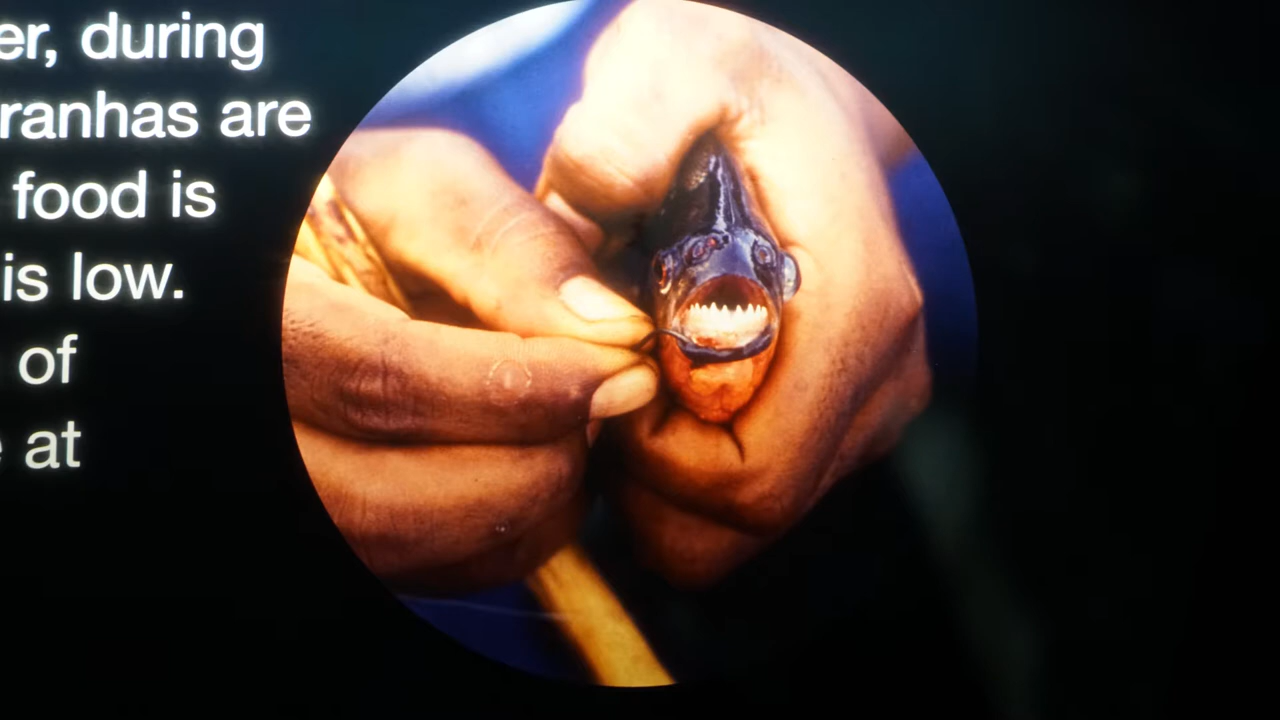 er, during
ranhas are
food is
is low.
of
at